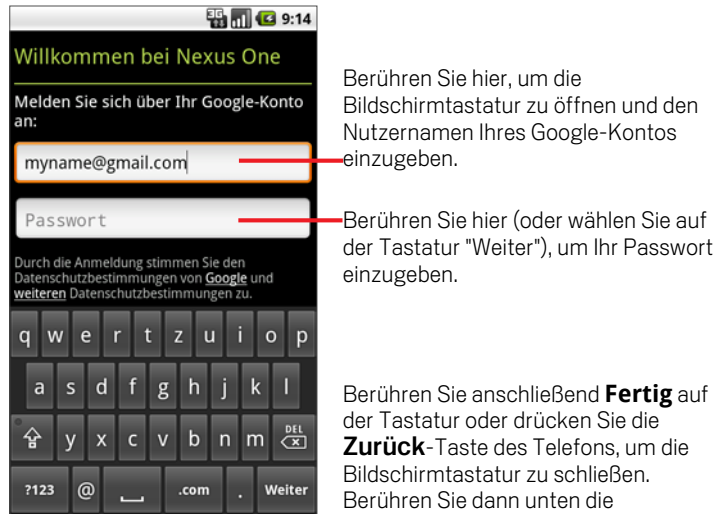 3G 9:14
Willkommen bei Nexus One
Melden Sie sich über Ihr Google-Konto
an:
myname@gmail.com
Passwort
Durch die Anmeldung stimmen Sie den
Datenschutzbestimmungen von Google und
weiteren Datenschutzbestimmungen zu.
q w e r t z u i o p
a s d f g h j k l
y x c v b n m DEL
?123 @ .com . Weiter
Berühren Sie hier, um die
Bildschirmtastatur zu öffnen und den
Nutzernamen Ihres Google-Kontos
einzugeben.
Berühren Sie hier (oder wählen Sie auf
der Tastatur "Weiter"), um Ihr Passwort
einzugeben.
Berühren Sie anschließend Fertig auf
der Tastatur oder drücken Sie die
Zurück-Taste des Telefons, um die
Bildschirmtastatur zu schließen.
Berühren Sie dann unten die